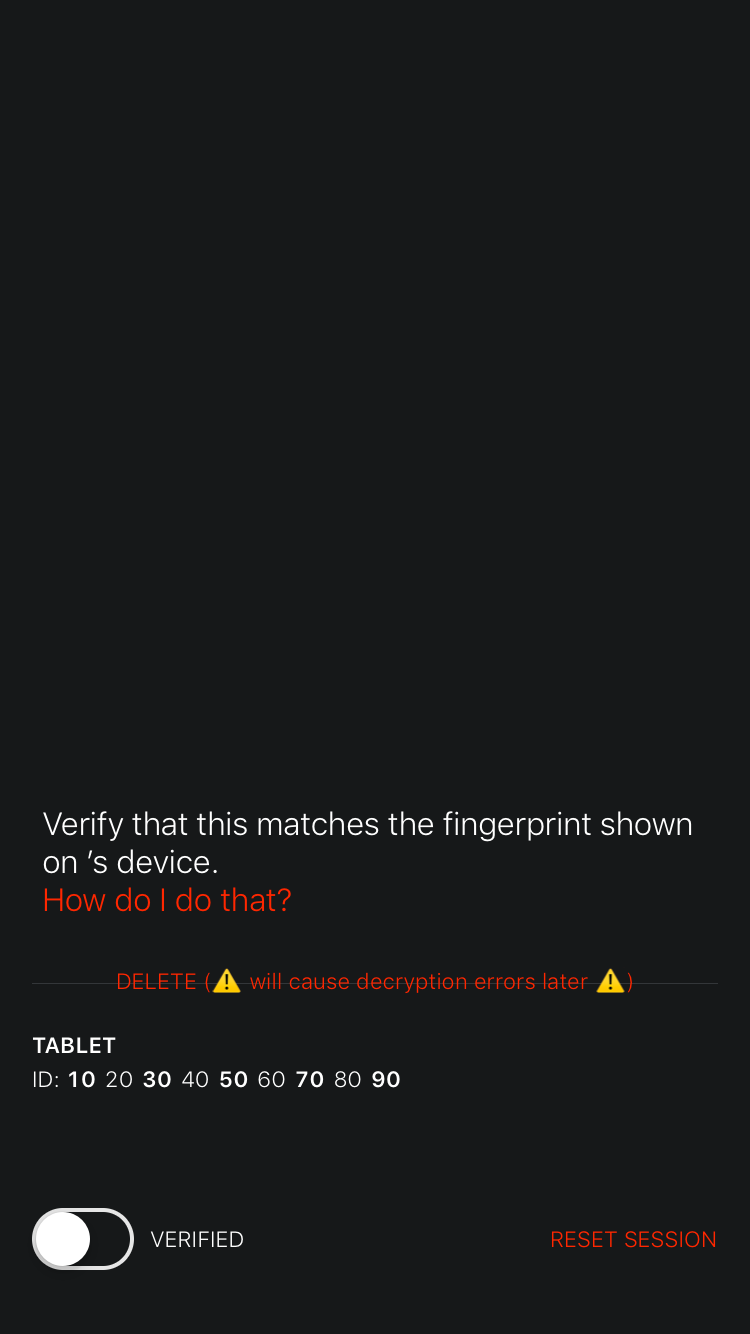 Verify that this matches the fingerprint shown
on ’s device.
How do I do that?
DELETE (⚠️ will cause decryption errors later ⚠️)
TABLET
ID: 10 20 30 40 50 60 70 80 90
VERIFIED
RESET SESSION